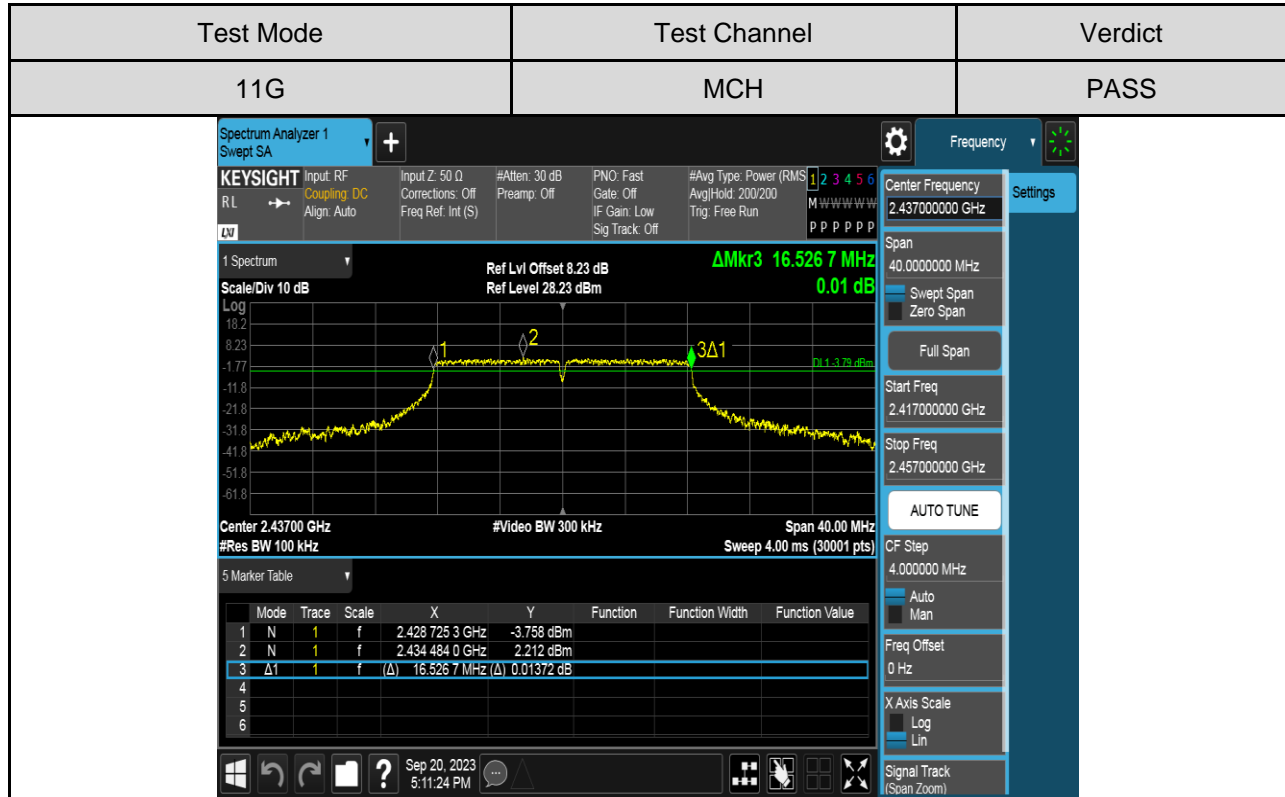 Test Mode Test Channel Verdict
11G MCH PASS
Spectrum Analyzer 1
Swept SA
+
Frequency
KEYSIGHT
RL
LXI
Input: RF
Coupling: DC
Align: Auto
Input Z: 50 Ω
Corrections: Off
Freq Ref: Int (S)
#Atten: 30 dB
Preamp: Off
PNO: Fast
Gate: Off
IF Gain: Low
Sig Track: Off
#Avg Type: Power (RMS
Avg|Hold: 200/200
Trig: Free Run
1 2 3 4 5 6
M W W W W W
P P P P P P
1 Spectrum
Scale/Div 10 dB
Ref Lvl Offset 8.23 dB
Ref Level 28.23 dBm
ΔMkr3 16.526 7 MHz
0.01 dB
Log
18.2
8.23
-1.77
-11.8
-21.8
-31.8
-41.8
-51.8
-61.8
1
2
3Δ1
DL1 -3.79 dBm
Center 2.43700 GHz #Video BW 300 kHz Span 40.00 MHz
#Res BW 100 kHz Sweep 4.00 ms (30001 pts)
5 Marker Table
Mode Trace Scale X Y Function Function Width Function Value
1 N 1 f 2.428 725 3 GHz -3.758 dBm
2 N 1 f 2.434 484 0 GHz 2.212 dBm
3 Δ1 1 f (Δ) 16.526 7 MHz (Δ) 0.01372 dB
4
5
6
?
Sep 20, 2023
5:11:24 PM
Center Frequency
2.437000000 GHz
Settings
Span
40.0000000 MHz
Swept Span
Zero Span
Full Span
Start Freq
2.417000000 GHz
Stop Freq
2.457000000 GHz
AUTO TUNE
CF Step
4.000000 MHz
Auto
Man
Freq Offset
0 Hz
X Axis Scale
Log
Lin
Signal Track
(Span Zoom)